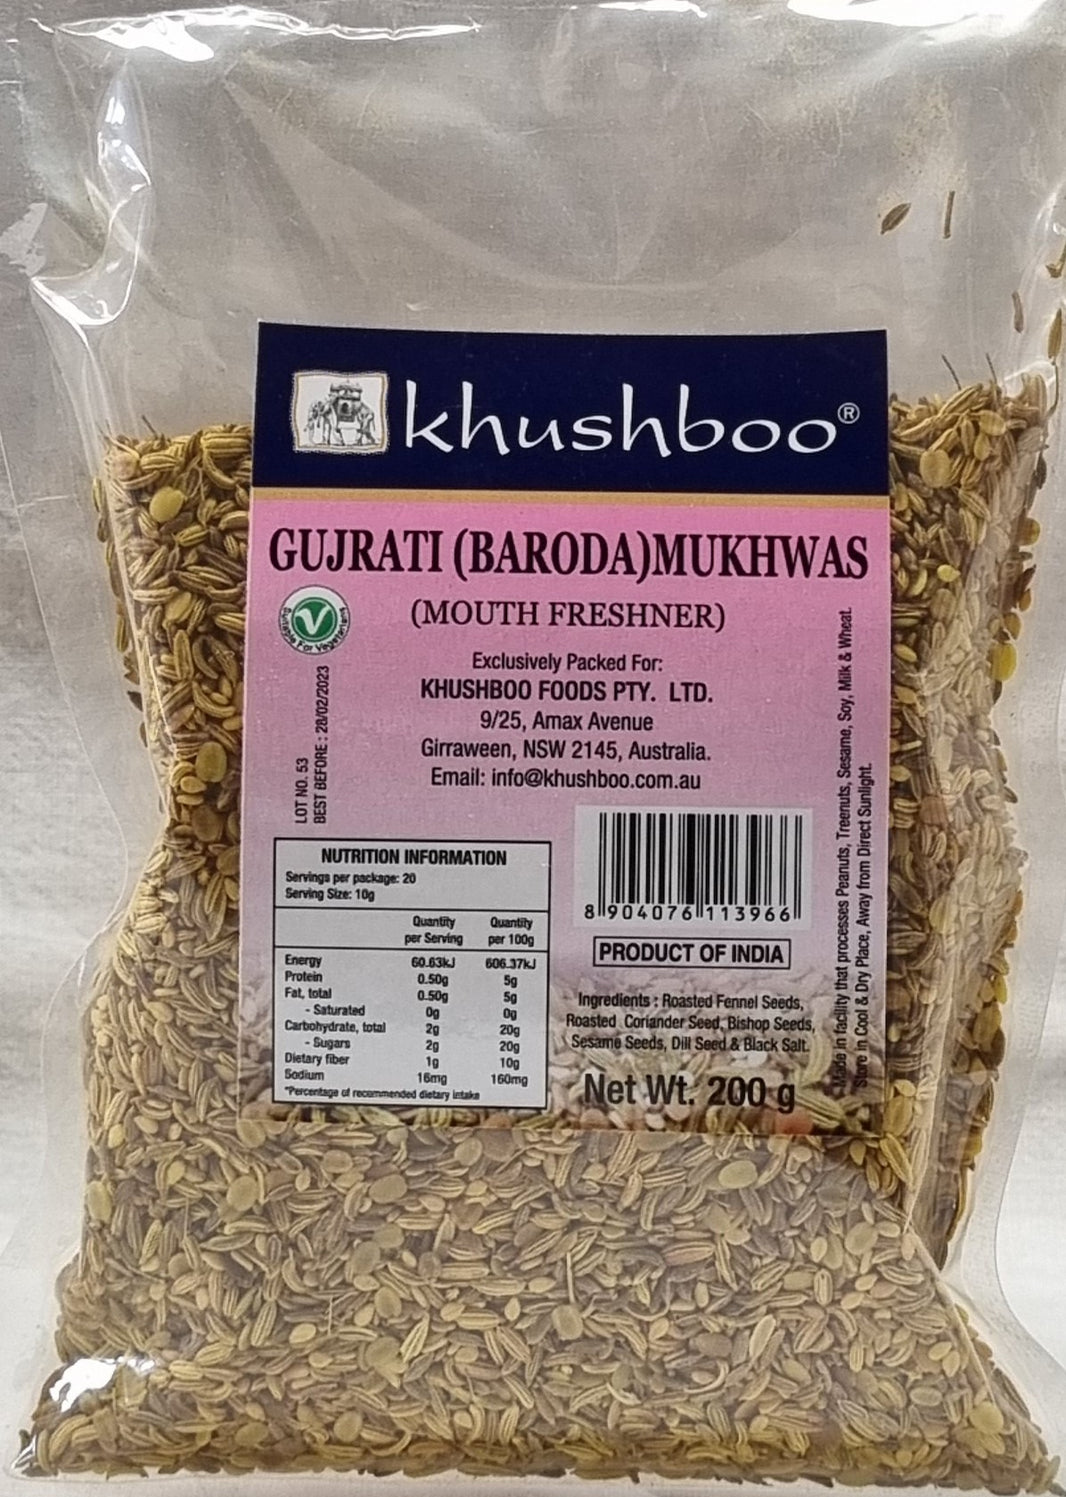 khushboo®
GUJRATI (BARODA)MUKHWAS
(MOUTH FRESHNER)
Suitable For Vegetarians
V
Exclusively Packed For:
KHUSHBOO FOODS PTY. LTD.
9/25, Amax Avenue
Girraween, NSW 2145, Australia.
Email: info@khushboo.com.au
LOT NO. 53
BEST BEFORE : 28/02/2023
NUTRITION INFORMATION
Servings per package: 20
Serving Size: 10g
Quantity Quantity
per Serving per 100g
Energy 60.63kJ 606.37kJ
Protein 0.50g 5g
Fat, total 0.50g 5g
- Saturated 0g 0g
Carbohydrate, total 2g 20g
- Sugars 2g 20g
Dietary fiber 1g 10g
Sodium 16mg 160mg
*Percentage of recommended dietary intake
8 904076 113966
PRODUCT OF INDIA
Ingredients : Roasted Fennel Seeds,
Roasted Coriander Seed, Bishop Seeds,
Sesame Seeds, Dill Seed & Black Salt.
Net Wt. 200 g
Made in facility that processes Peanuts, Treenuts, Sesame, Soy, Milk & Wheat.
Store in Cool & Dry Place, Away from Direct Sunlight.